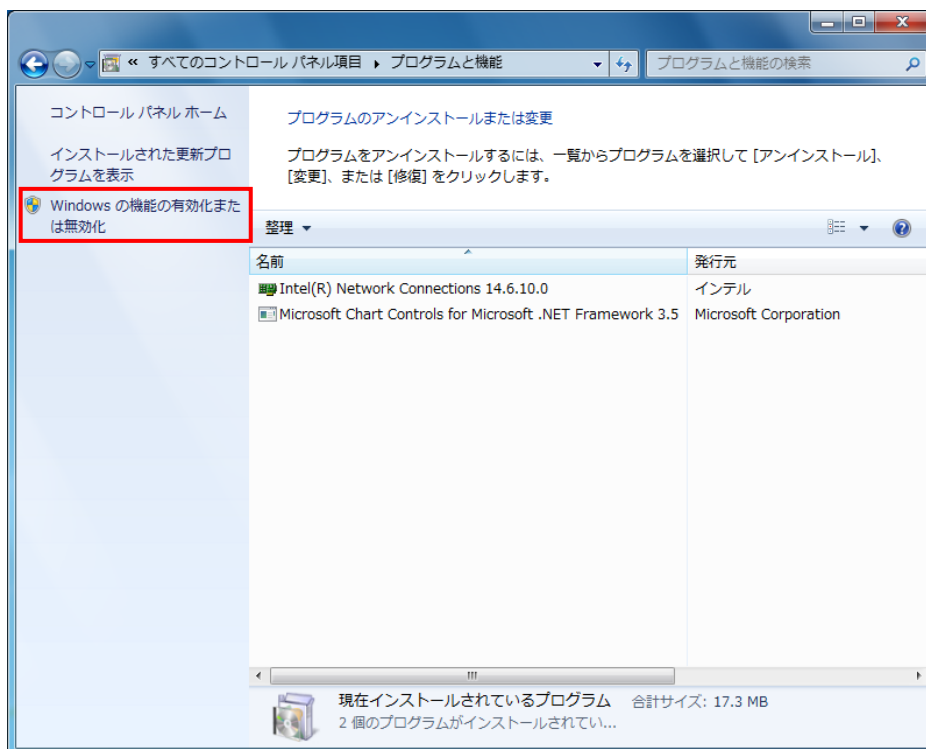 « すべてのコントロール パネル項目 ▸ プログラムと機能
プログラムと機能の検索
コントロール パネル ホーム
インストールされた更新プロ
グラムを表示
Windows の機能の有効化また
は無効化
プログラムのアンインストールまたは変更
プログラムをアンインストールするには、一覧からプログラムを選択して [アンインストール]、
[変更]、または [修復] をクリックします。
整理
名前
発行元
Intel(R) Network Connections 14.6.10.0
インテル
Microsoft Chart Controls for Microsoft .NET Framework 3.5
Microsoft Corporation
現在インストールされているプログラム
合計サイズ: 17.3 MB
2 個のプログラムがインストールされてい...